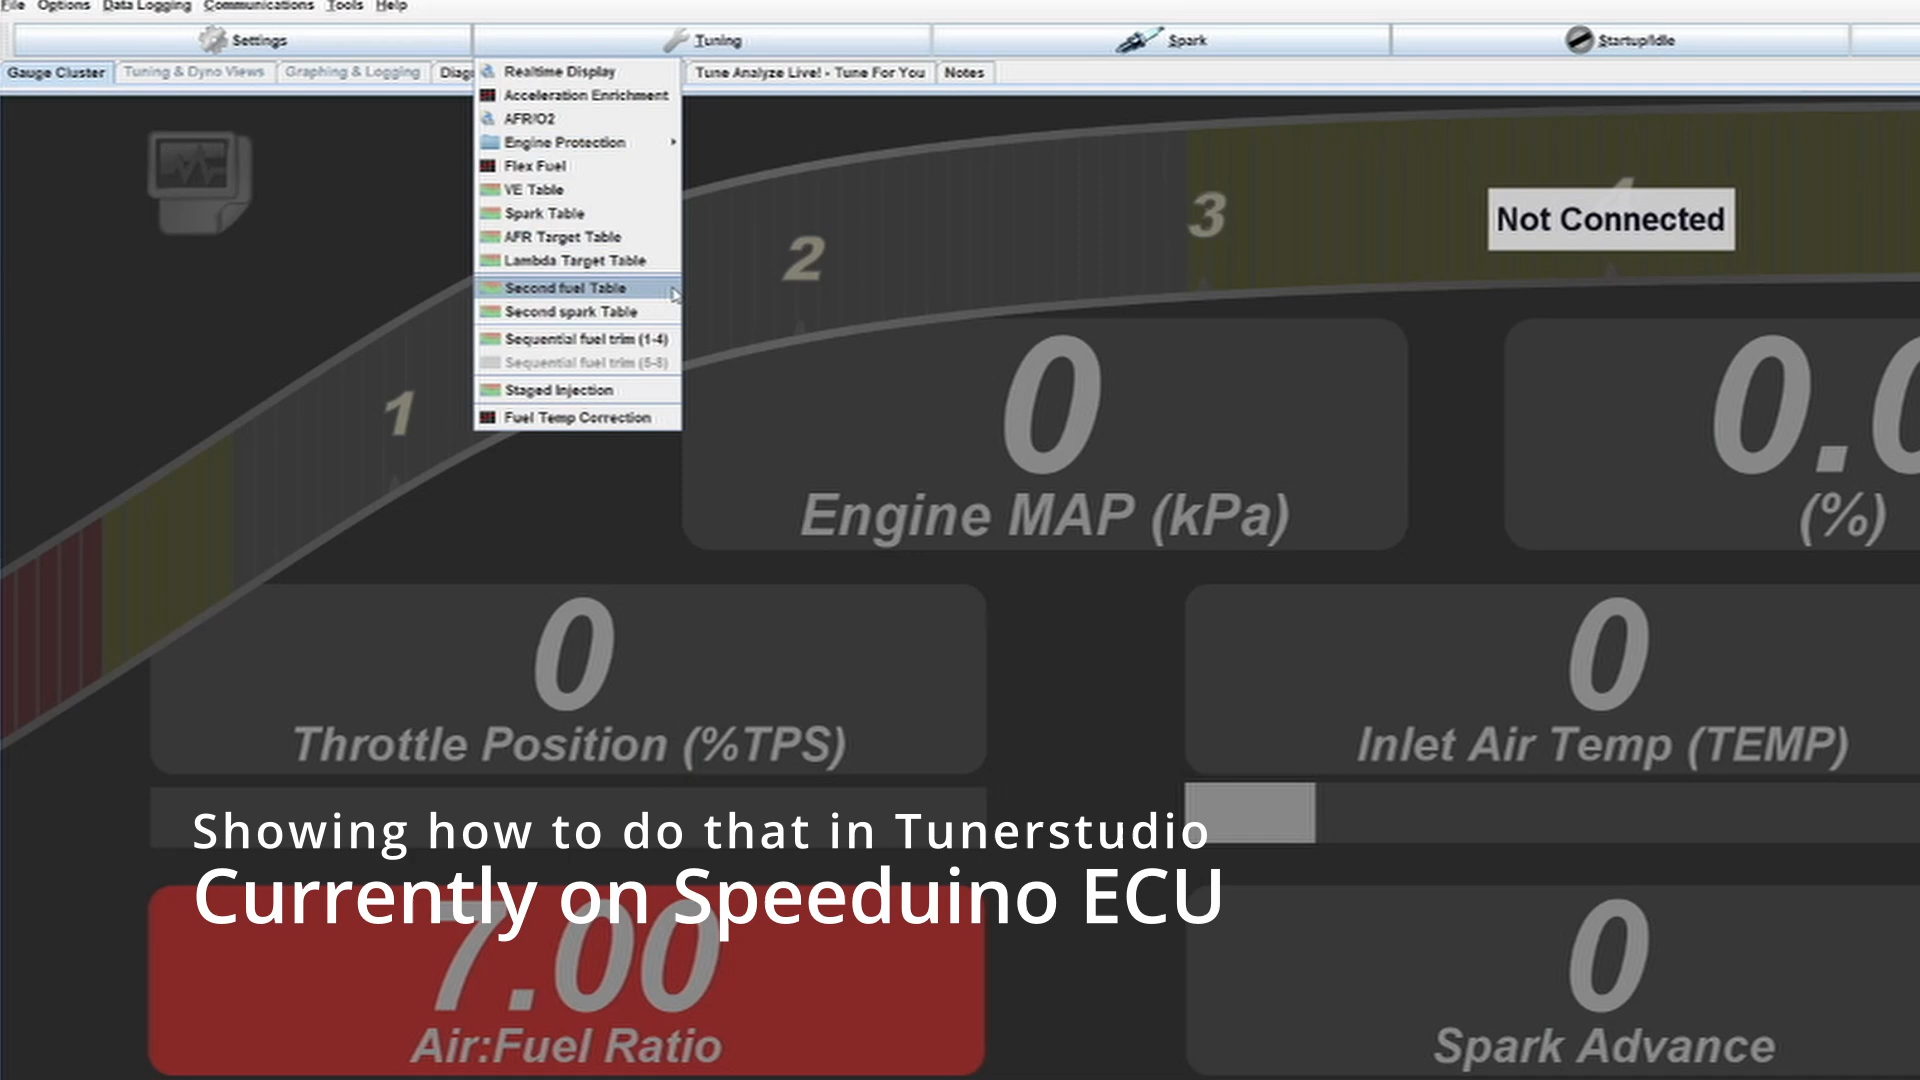 File Options Data Logging Communications Tools Help
Settings Tuning Spark Startup/Idle
Gauge Cluster Tuning & Dyno Views Graphing & Logging Tune Analyze Live! - Tune For You Notes
Realtime Display
Acceleration Enrichment
AFR/O2
Engine Protection
Flex Fuel
VE Table
Spark Table
AFR Target Table
Lambda Target Table
Second fuel Table
Second spark Table
Sequential fuel trim (1-4)
Sequential fuel trim (5-8)
Staged Injection
Fuel Temp Correction
1 2 3
Not Connected
0
Engine MAP (kPa)
0.0
(%)
0
Throttle Position (%TPS)
0
Inlet Air Temp (TEMP)
Showing how to do that in Tunerstudio
Currently on Speeduino ECU
7.00
Air:Fuel Ratio
0
Spark Advance